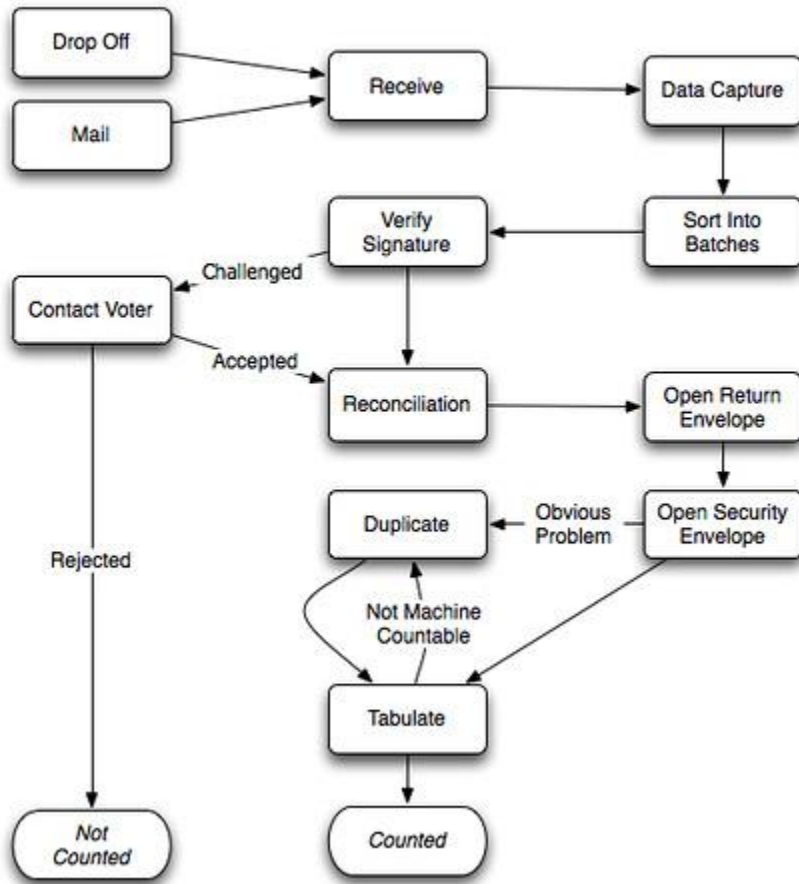 Drop Off
Receive
Data Capture
Mail
Verify
Signature
Sort Into
Batches
Challenged
Contact Voter
Accepted
Reconciliation
Open Return
Envelope
Duplicate
Obvious
Problem
Open Security
Envelope
Rejected
Not Machine
Countable
Tabulate
Not
Counted
Counted